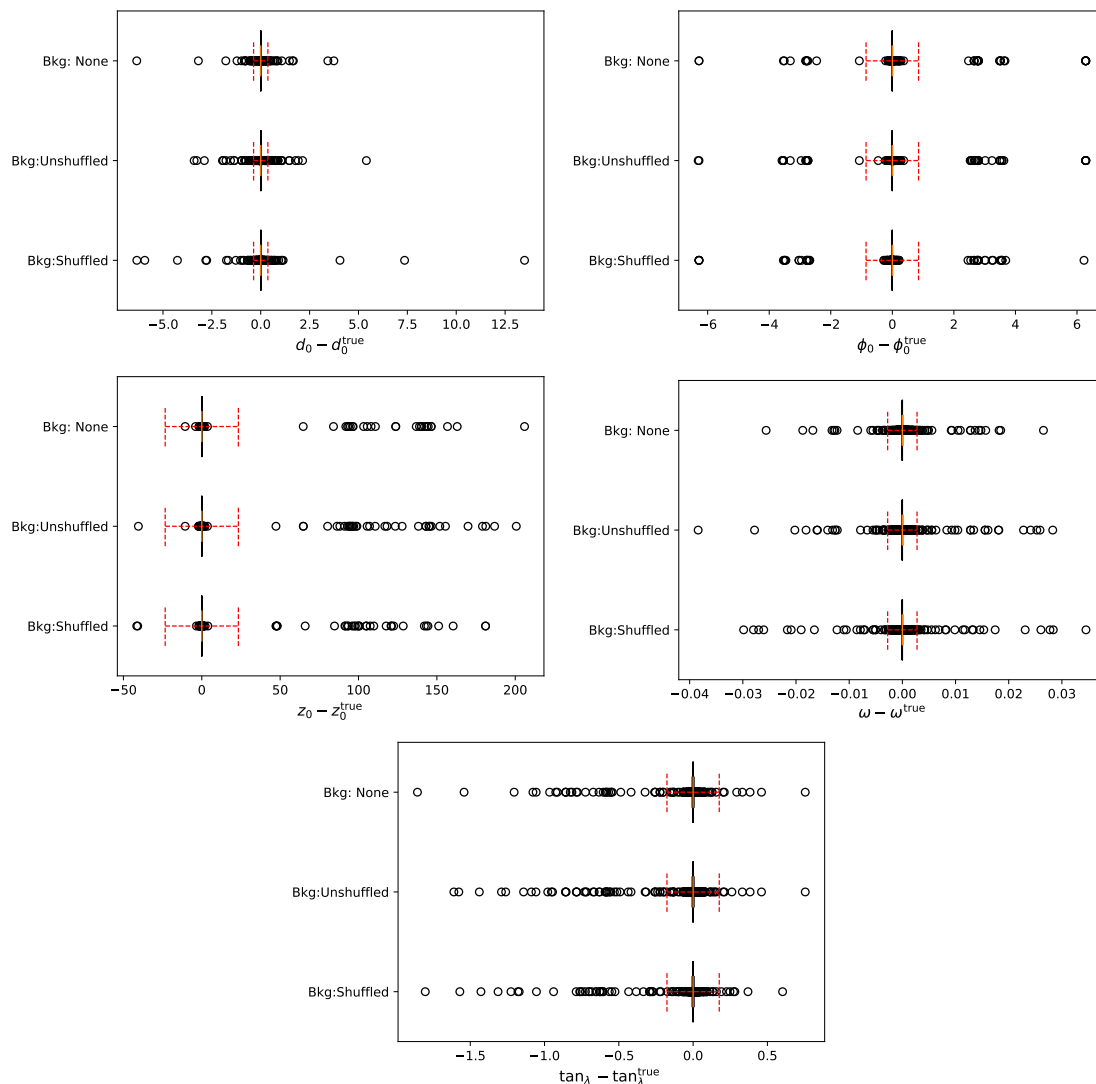 Bkg: None
Bkg:Unshuffled
Bkg:Shuffled
−5.0 −2.5 0.0 2.5 5.0 7.5 10.0 12.5
d₀ − d₀^true
Bkg: None
Bkg:Unshuffled
Bkg:Shuffled
−6 −4 −2 0 2 4 6
ϕ₀ − ϕ₀^true
Bkg: None
Bkg:Unshuffled
Bkg:Shuffled
−50 0 50 100 150 200
z₀ − z₀^true
Bkg: None
Bkg:Unshuffled
Bkg:Shuffled
−0.04 −0.03 −0.02 −0.01 0.00 0.01 0.02 0.03
ω − ω^true
Bkg: None
Bkg:Unshuffled
Bkg:Shuffled
−1.5 −1.0 −0.5 0.0 0.5
tan_λ − tan_λ^true